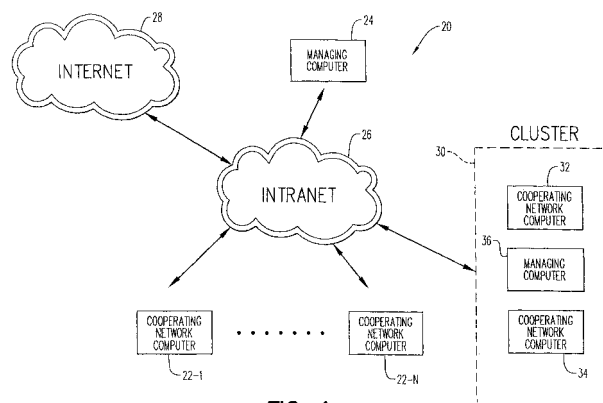 28
INTERNET
24
MANAGING
COMPUTER
20
26
INTRANET
CLUSTER
30
32
COOPERATING
NETWORK
COMPUTER
36
MANAGING
COMPUTER
COOPERATING
NETWORK
COMPUTER
34
COOPERATING
NETWORK
COMPUTER
22-1
COOPERATING
NETWORK
COMPUTER
22-N